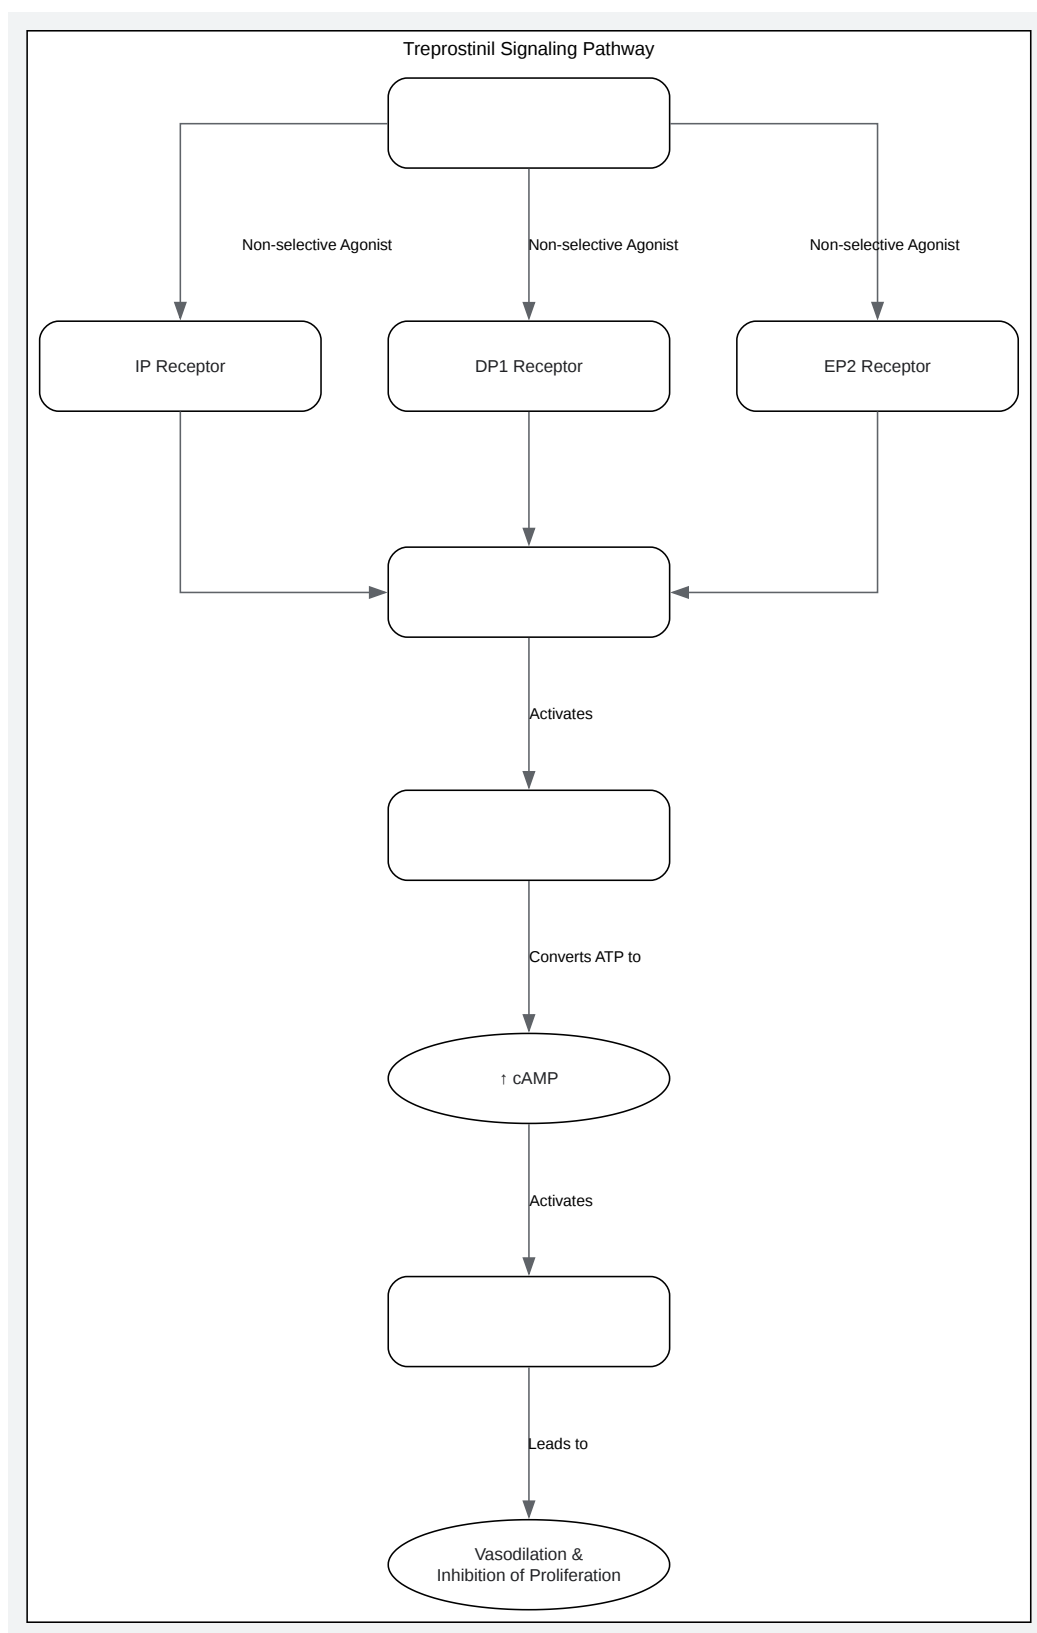 Treprostinil Signaling Pathway
Non-selective Agonist
Non-selective Agonist
Non-selective Agonist
IP Receptor
DP1 Receptor
EP2 Receptor
Activates
Converts ATP to
↑ cAMP
Activates
Leads to
Vasodilation &
Inhibition of Proliferation